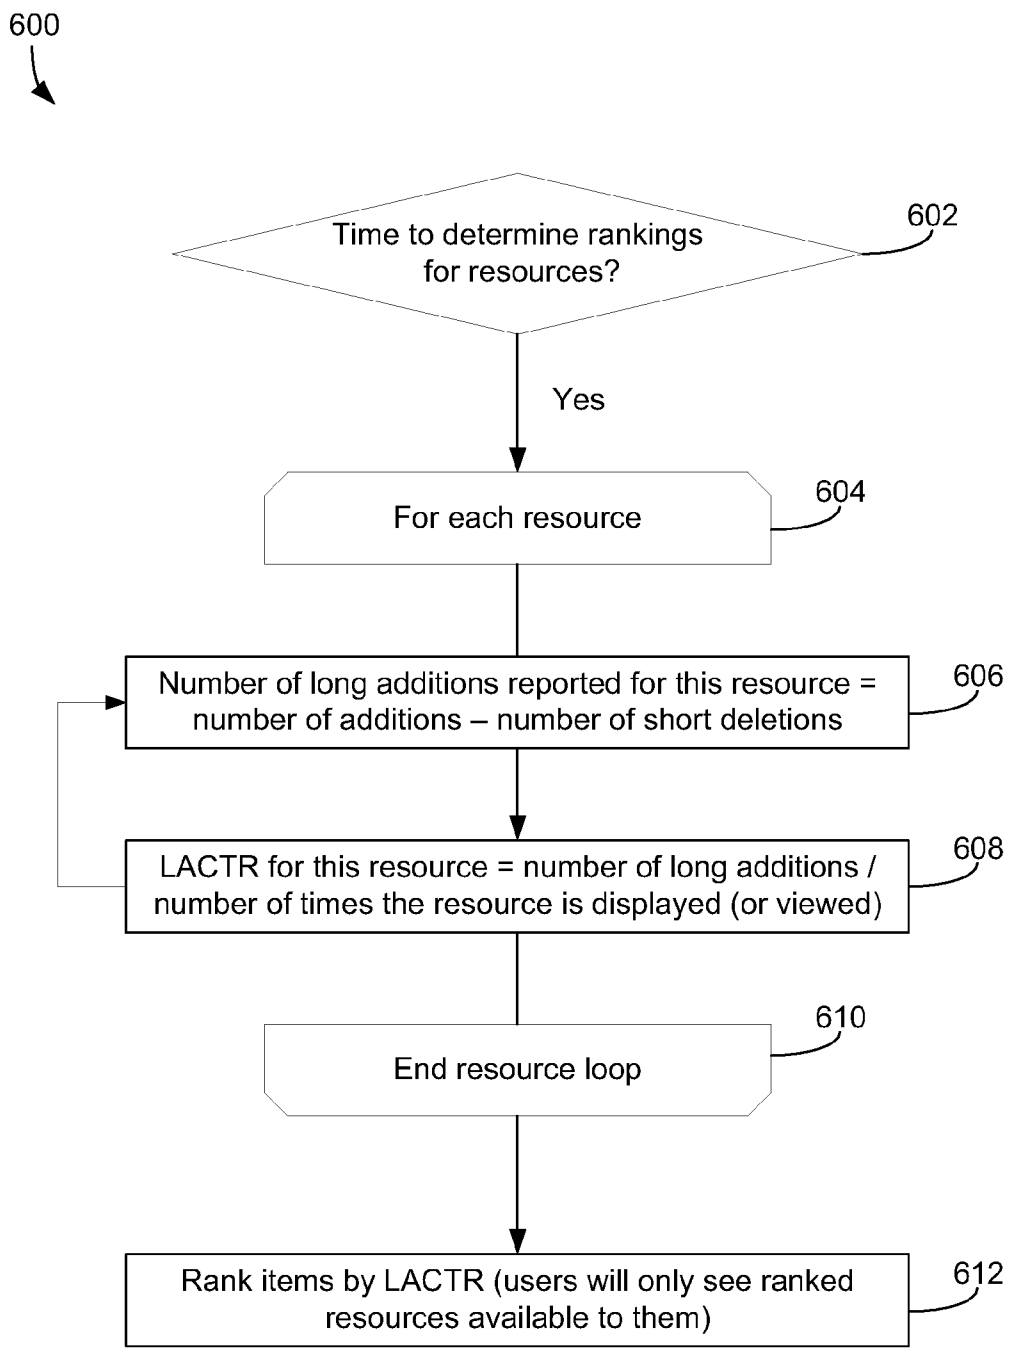 600
Time to determine rankings
for resources?
602
Yes
For each resource
604
Number of long additions reported for this resource =
number of additions – number of short deletions
606
LACTR for this resource = number of long additions /
number of times the resource is displayed (or viewed)
608
End resource loop
610
Rank items by LACTR (users will only see ranked
resources available to them)
612